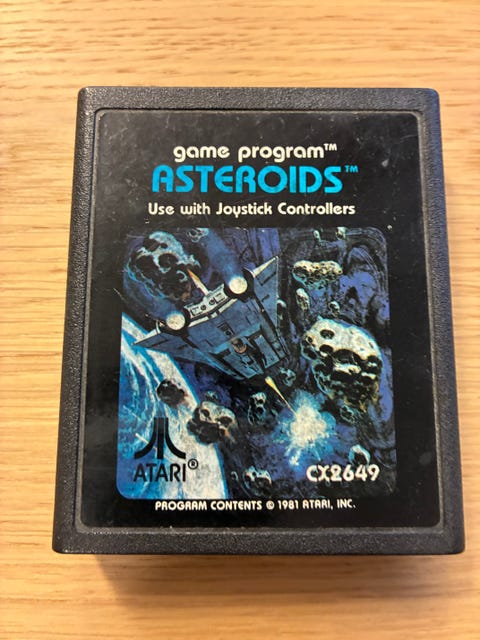 game program™
ASTEROIDS™
Use with Joystick Controllers
ATARI®
CX2649
PROGRAM CONTENTS © 1981 ATARI, INC.